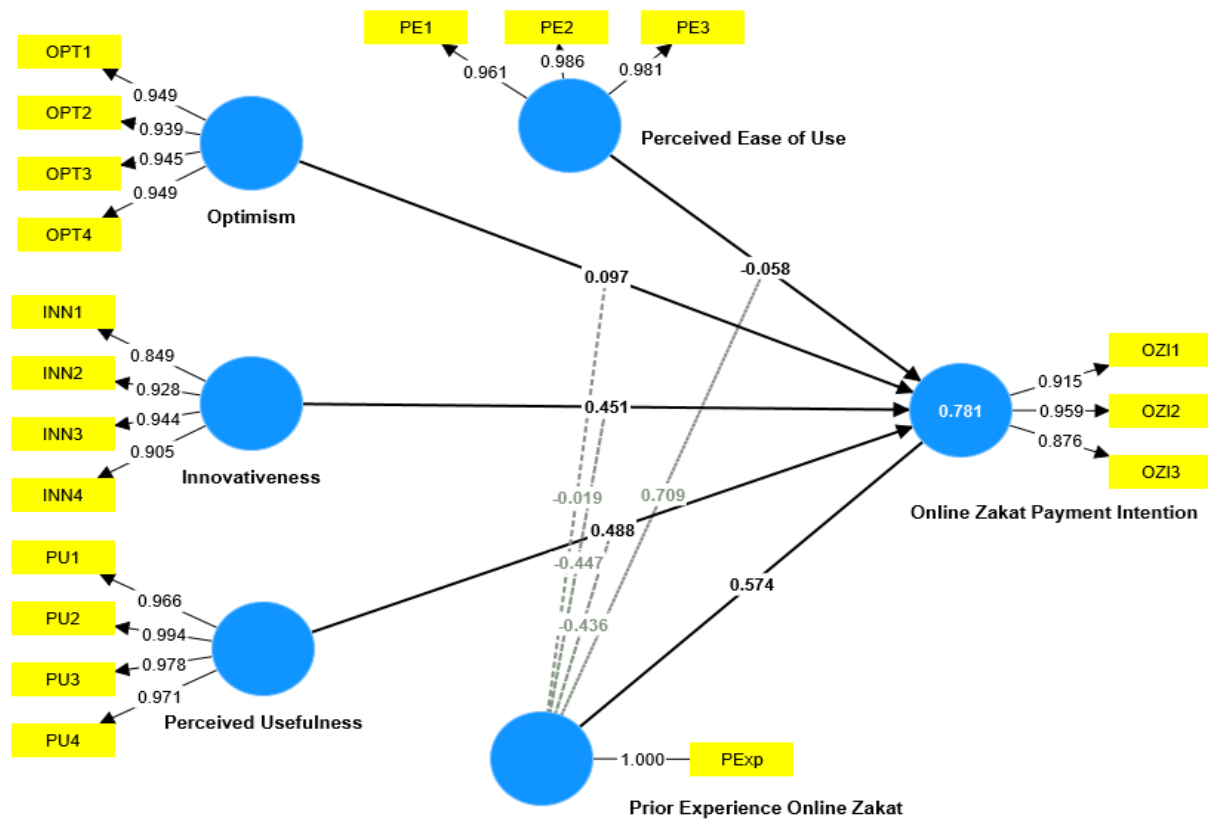 PE1
PE2
PE3
0.961
0.986
0.981
Perceived Ease of Use
OPT1
OPT2
OPT3
OPT4
0.949
0.939
0.945
0.949
Optimism
0.097
-0.058
INN1
INN2
INN3
INN4
0.849
0.928
0.944
0.905
Innovativeness
0.451
0.781
0.915
0.959
0.876
OZI1
OZI2
OZI3
Online Zakat Payment Intention
PU1
PU2
PU3
PU4
0.966
0.994
0.978
0.971
Perceived Usefulness
0.488
-0.019
0.709
-0.447
-0.436
0.574
1.000
PExp
Prior Experience Online Zakat